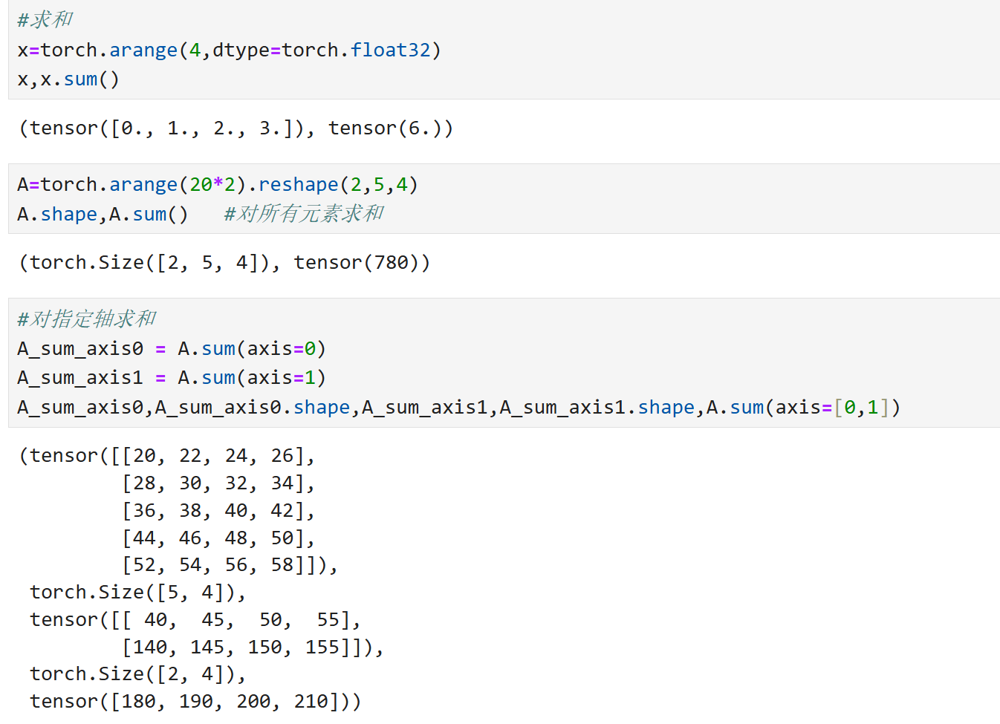 #求和
x=torch.arange(4,dtype=torch.float32)
x,x.sum()
(tensor([0., 1., 2., 3.]), tensor(6.))
A=torch.arange(20*2).reshape(2,5,4)
A.shape,A.sum()   #对所有元素求和
(torch.Size([2, 5, 4]), tensor(780))
#对指定轴求和
A_sum_axis0 = A.sum(axis=0)
A_sum_axis1 = A.sum(axis=1)
A_sum_axis0,A_sum_axis0.shape,A_sum_axis1,A_sum_axis1.shape,A.sum(axis=[0,1])
(tensor([[20, 22, 24, 26],
         [28, 30, 32, 34],
         [36, 38, 40, 42],
         [44, 46, 48, 50],
         [52, 54, 56, 58]]),
 torch.Size([5, 4]),
 tensor([[ 40,  45,  50,  55],
         [140, 145, 150, 155]]),
 torch.Size([2, 4]),
 tensor([180, 190, 200, 210]))